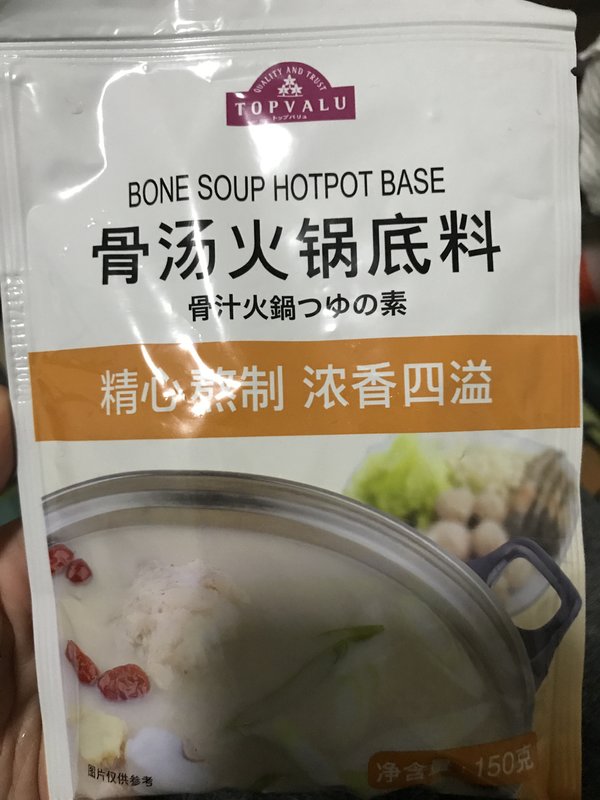 QUALITY AND TRUST
TOPVALU
トップバリュ
BONE SOUP HOTPOT BASE
骨汤火锅底料
骨汁火鍋つゆの素
精心熬制 浓香四溢
图片仅供参考
净含量:150克